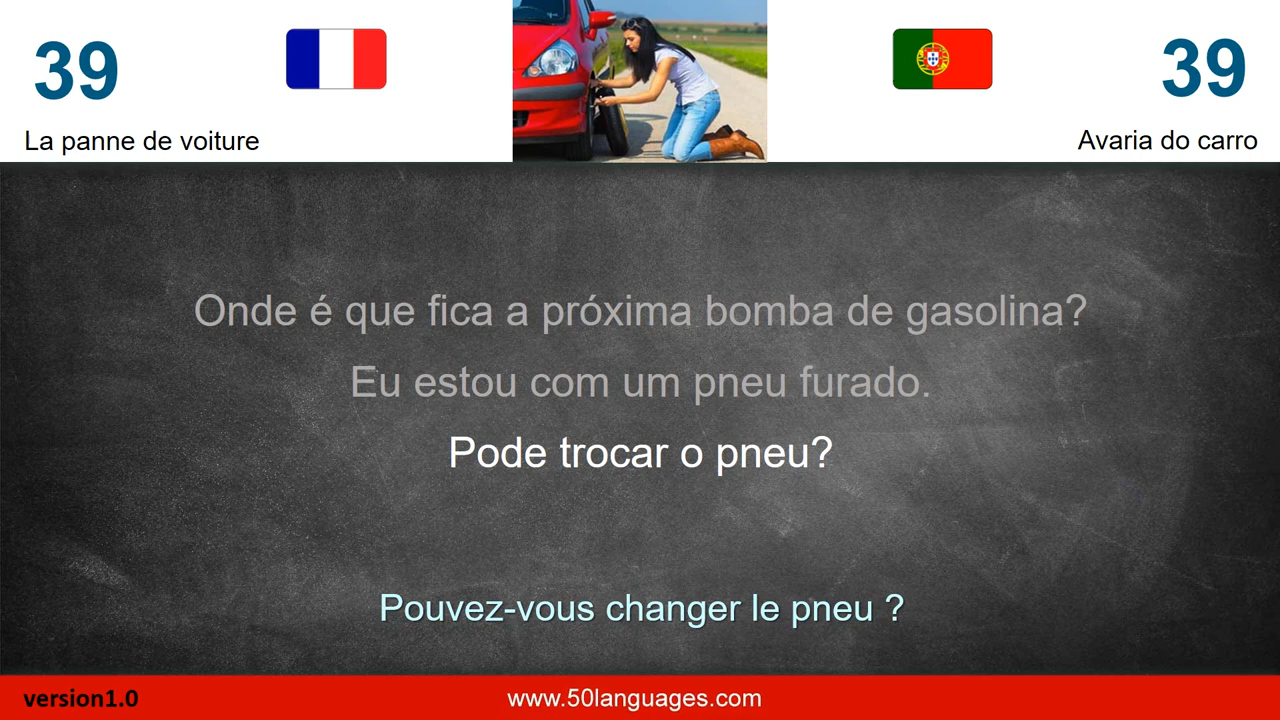 39
39
La panne de voiture
Avaria do carro
Onde é que fica a próxima bomba de gasolina?
Eu estou com um pneu furado.
Pode trocar o pneu?
Pouvez-vous changer le pneu ?
version1.0
www.50languages.com